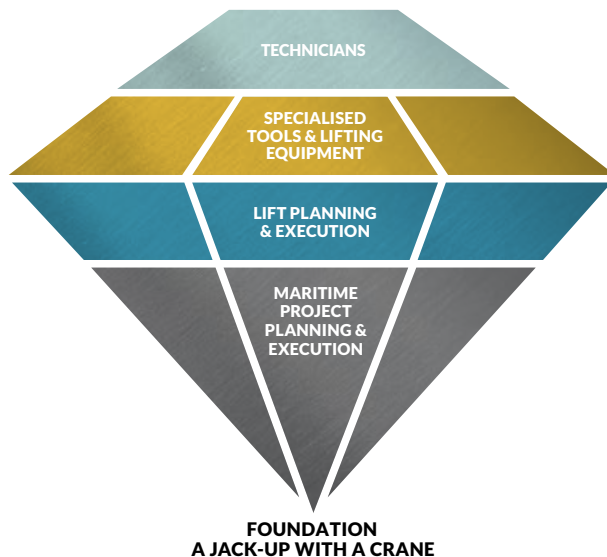 TECHNICIANS
SPECIALISED
TOOLS & LIFTING
EQUIPMENT
LIFT PLANNING
& EXECUTION
MARITIME
PROJECT
PLANNING &
EXECUTION
FOUNDATION
A JACK-UP WITH A CRANE